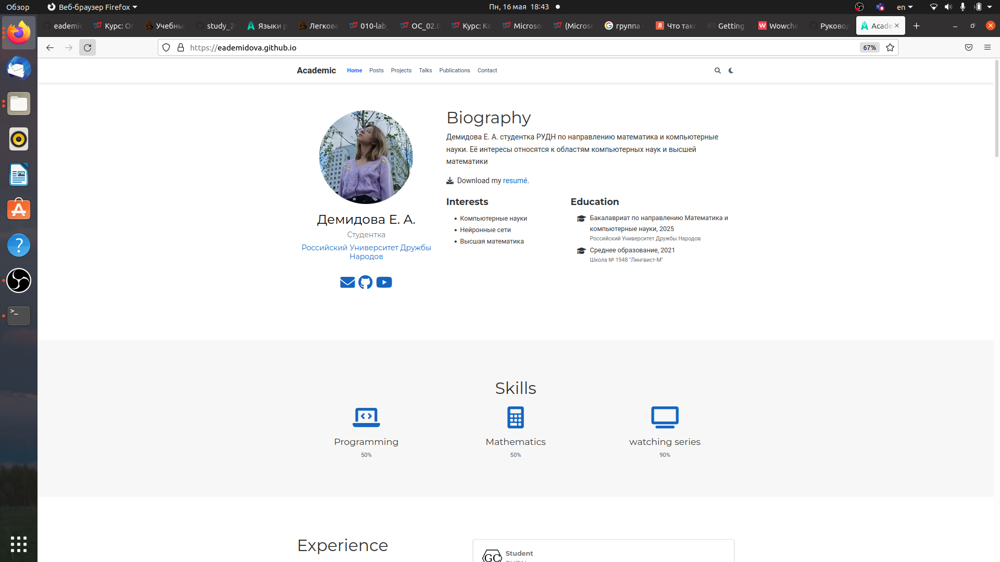 Обзор
Веб-браузер Firefox
Пн, 16 мая 18:43
en
eademid
Курс: Оп
Учебны
study_2
Языки р
Легкове
010-lab_
ОС_02.0
Курс: Ко
Microso
(Microso
группа
Что так
Getting
Wowche
Руковод
Acade
https://eademidova.github.io
67%
Academic
Home
Posts
Projects
Talks
Publications
Contact
Biography
Демидова Е. А. студентка РУДН по направлению математика и компьютерные
науки. Её интересы относятся к областям компьютерных наук и высшей
математики
Download my resumé.
Interests
Компьютерные науки
Нейронные сети
Высшая математика
Education
Бакалавриат по направлению Математика и
компьютерные науки, 2025
Российский Университет Дружбы Народов
Среднее образование, 2021
Школа № 1948 "Лингвист-М"
Демидова Е. А.
Студентка
Российский Университет Дружбы
Народов
Skills
Programming
50%
Mathematics
50%
watching series
90%
Experience
GC
Student